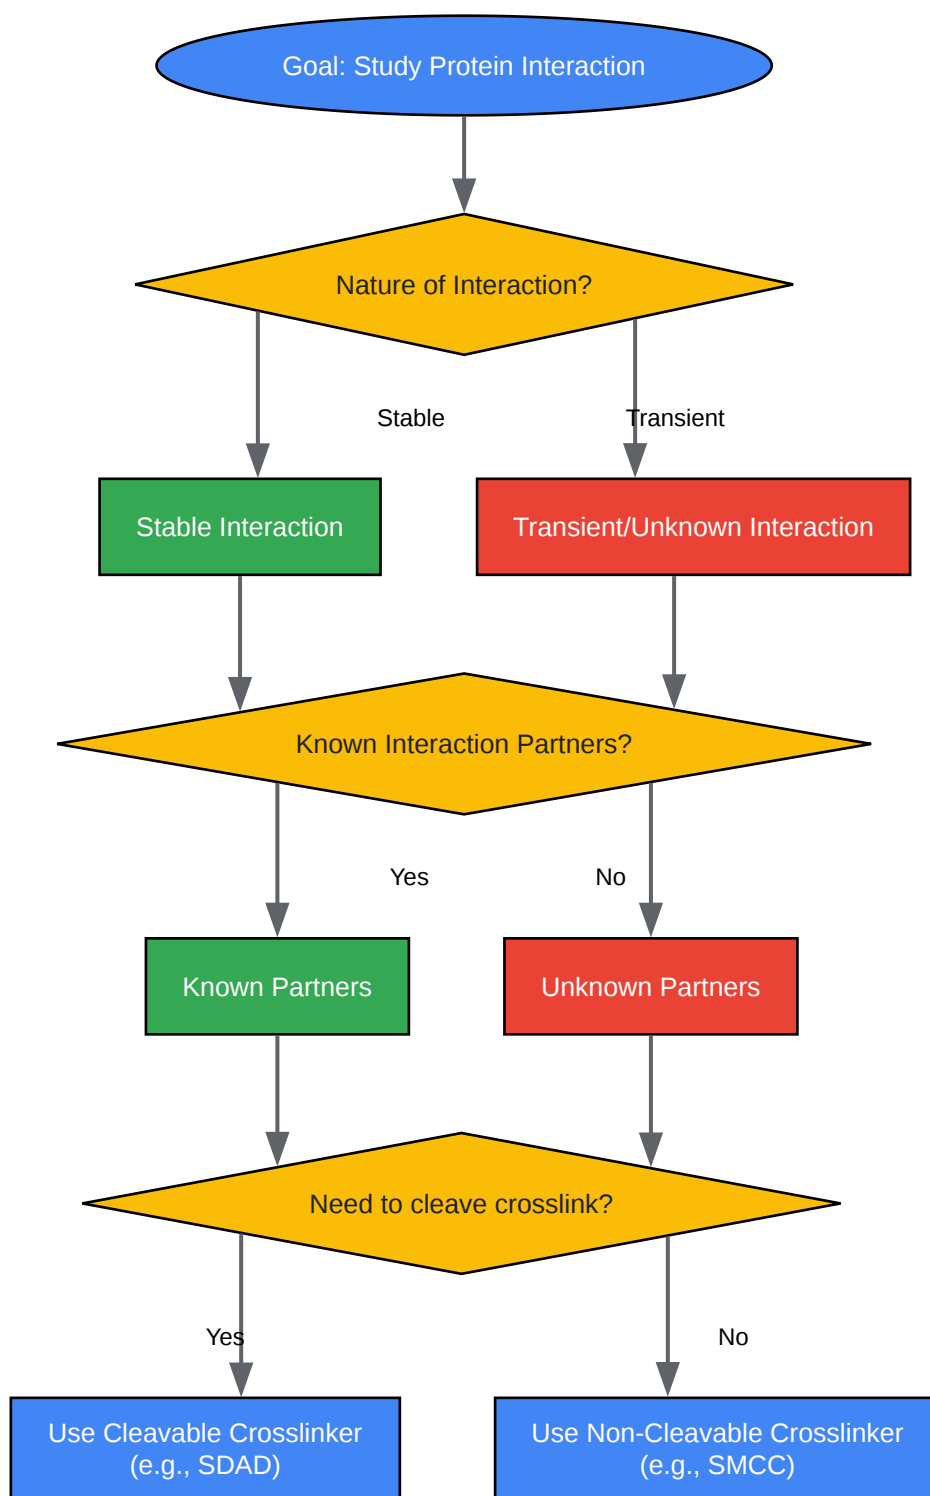 Goal: Study Protein Interaction
Nature of Interaction?
Stable
Transient
Stable Interaction
Transient/Unknown Interaction
Known Interaction Partners?
Yes
No
Known Partners
Unknown Partners
Need to cleave crosslink?
Yes
No
Use Cleavable Crosslinker
(e.g., SDAD)
Use Non-Cleavable Crosslinker
(e.g., SMCC)